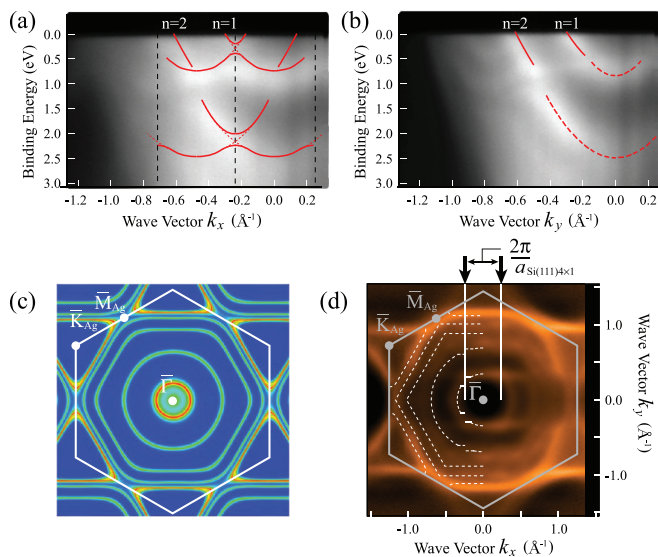 (a)
n=2
n=1
Binding Energy (eV)
0.0
0.5
1.0
1.5
2.0
2.5
3.0
-1.2
-1.0
-0.8
-0.6
-0.4
-0.2
0.0
0.2
Wave Vector kx (Å-1)
(b)
n=2
n=1
Binding Energy (eV)
0.0
0.5
1.0
1.5
2.0
2.5
3.0
-1.2
-1.0
-0.8
-0.6
-0.4
-0.2
0.0
0.2
Wave Vector ky (Å-1)
(c)
M̅Ag
K̅Ag
Γ̅
(d)
2π
aSi(111)4×1
M̅Ag
K̅Ag
Γ̅
1.0
0.0
-1.0
Wave Vector ky (Å-1)
-1.0
0.0
1.0
Wave Vector kx (Å-1)